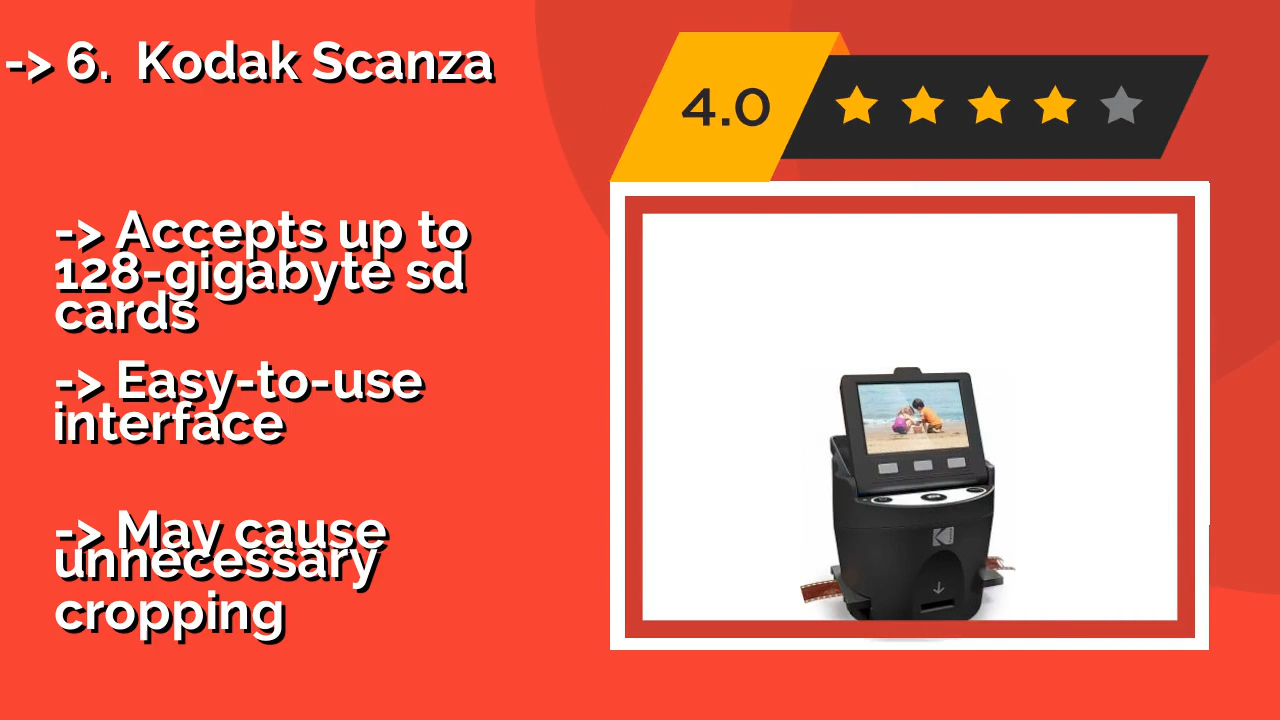 -> 6.  Kodak Scanza
4.0
-> Accepts up to
128-gigabyte sd
cards
-> Easy-to-use
interface
-> May cause
unnecessary
cropping